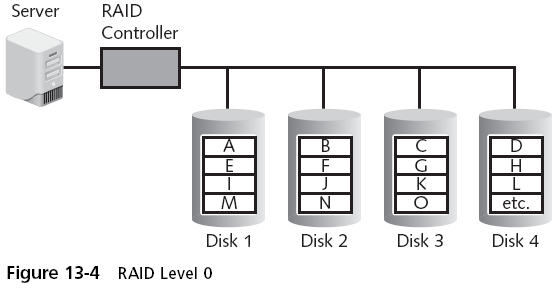 Server
RAID
Controller
A
E
I
M
B
F
J
N
C
G
K
O
D
H
L
etc.
Disk 1
Disk 2
Disk 3
Disk 4
Figure 13-4 RAID Level 0